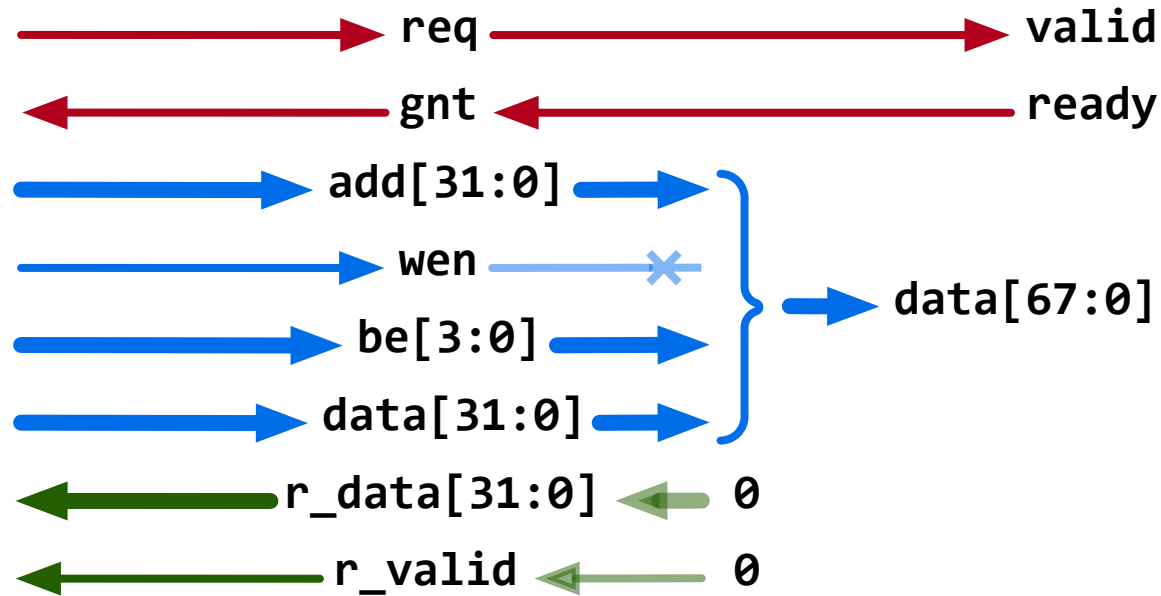 req valid
gnt ready
add[31:0]
wen
data[67:0]
be[3:0]
data[31:0]
r_data[31:0] 0
r_valid 0